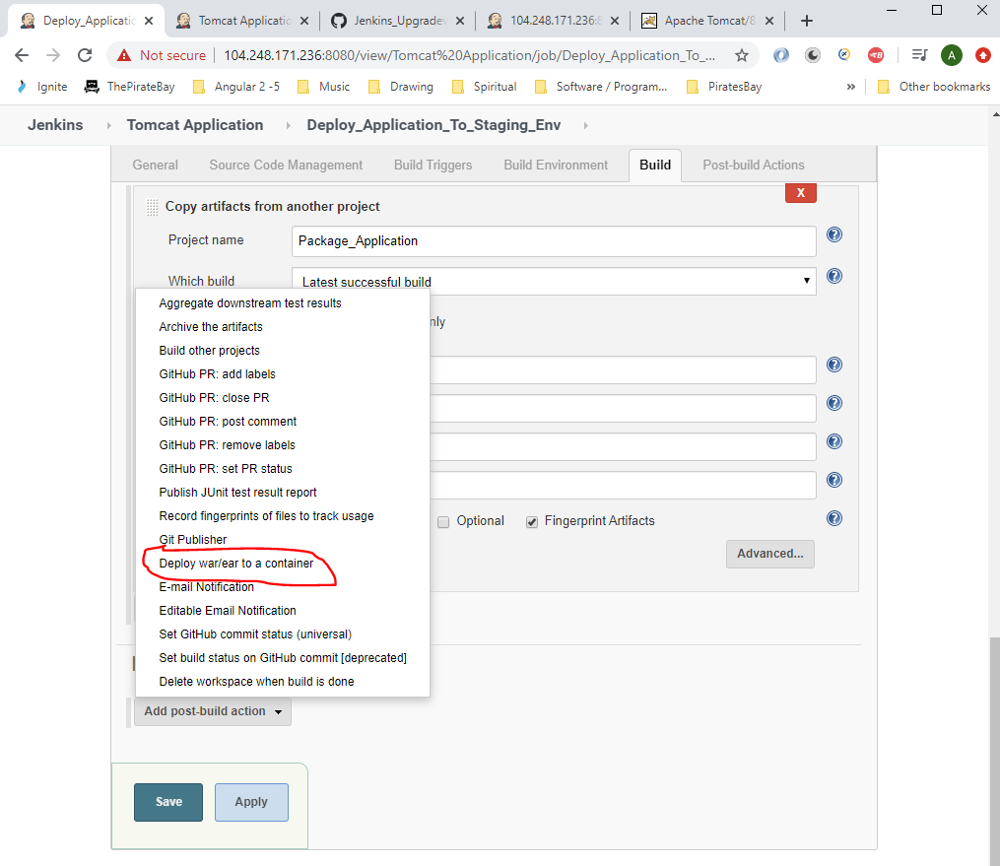 Deploy_Applicatio
Tomcat Applicatio
Jenkins_Upgradev
104.248.171.236:8
Apache Tomcat/8
Not secure
104.248.171.236:8080/view/Tomcat%20Application/job/Deploy_Application_To_...
A
Ignite
ThePirateBay
Angular 2 -5
Music
Drawing
Spiritual
Software / Program...
PiratesBay
»
Other bookmarks
Jenkins
Tomcat Application
Deploy_Application_To_Staging_Env
General
Source Code Management
Build Triggers
Build Environment
Build
Post-build Actions
X
Copy artifacts from another project
Project name
Package_Application
Which build
Latest successful build
nly
Aggregate downstream test results
Archive the artifacts
Build other projects
GitHub PR: add labels
GitHub PR: close PR
GitHub PR: post comment
GitHub PR: remove labels
GitHub PR: set PR status
Publish JUnit test result report
Record fingerprints of files to track usage
Git Publisher
Deploy war/ear to a container
E-mail Notification
Editable Email Notification
Set GitHub commit status (universal)
Set build status on GitHub commit [deprecated]
Delete workspace when build is done
Optional
Fingerprint Artifacts
Advanced...
Add post-build action
Save
Apply